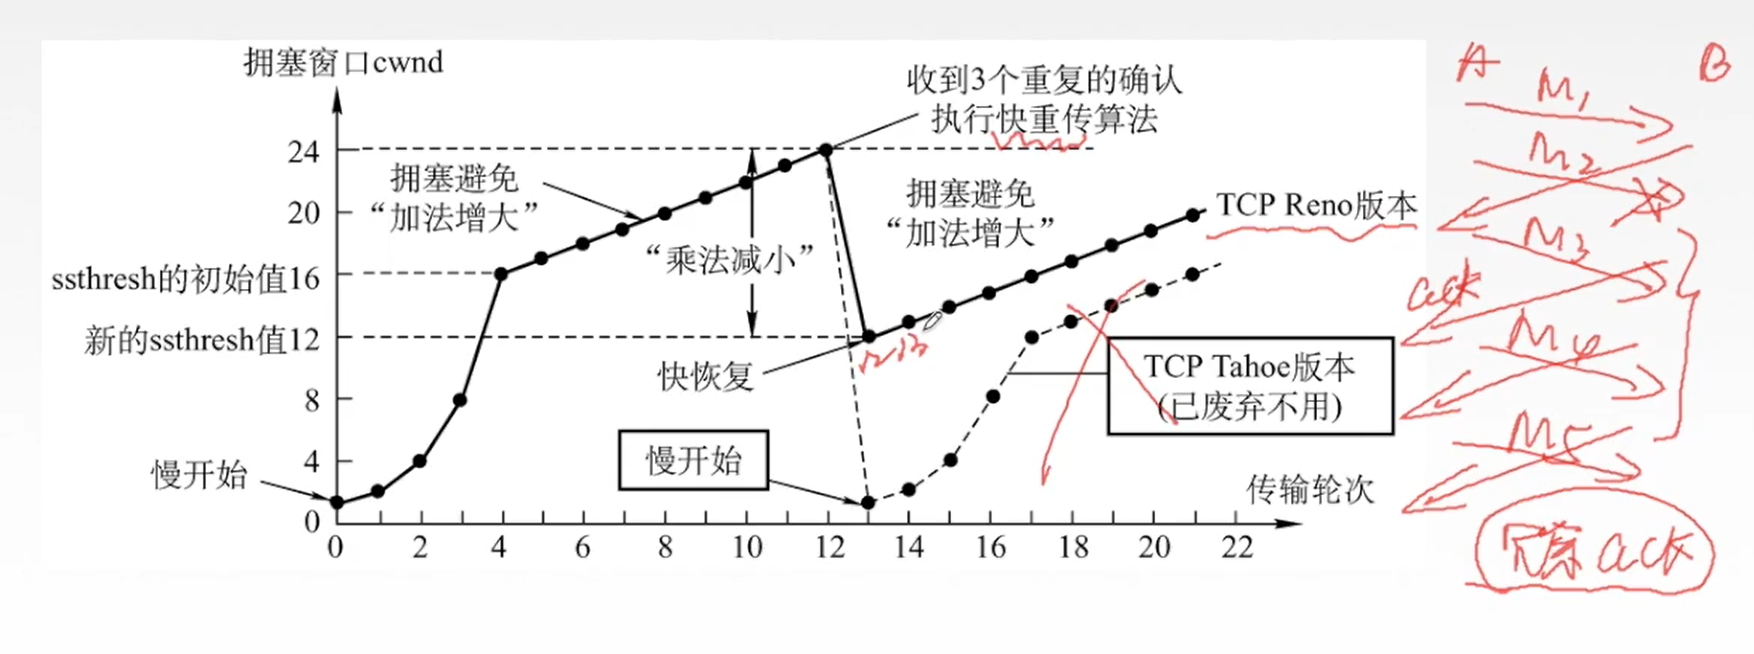 拥塞窗口cwnd
收到3个重复的确认
执行快重传算法
24
拥塞避免
“加法增大”
拥塞避免
“加法增大”
20
TCP Reno版本
“乘法减小”
ssthresh的初始值16
新的ssthresh值12
快恢复
TCP Tahoe版本
(已废弃不用)
8
慢开始
4
慢开始
传输轮次
0
0 2 4 6 8 10 12 14 16 18 20 22
A B
M1
M2
M3
ack
M4
M5
冗余ack